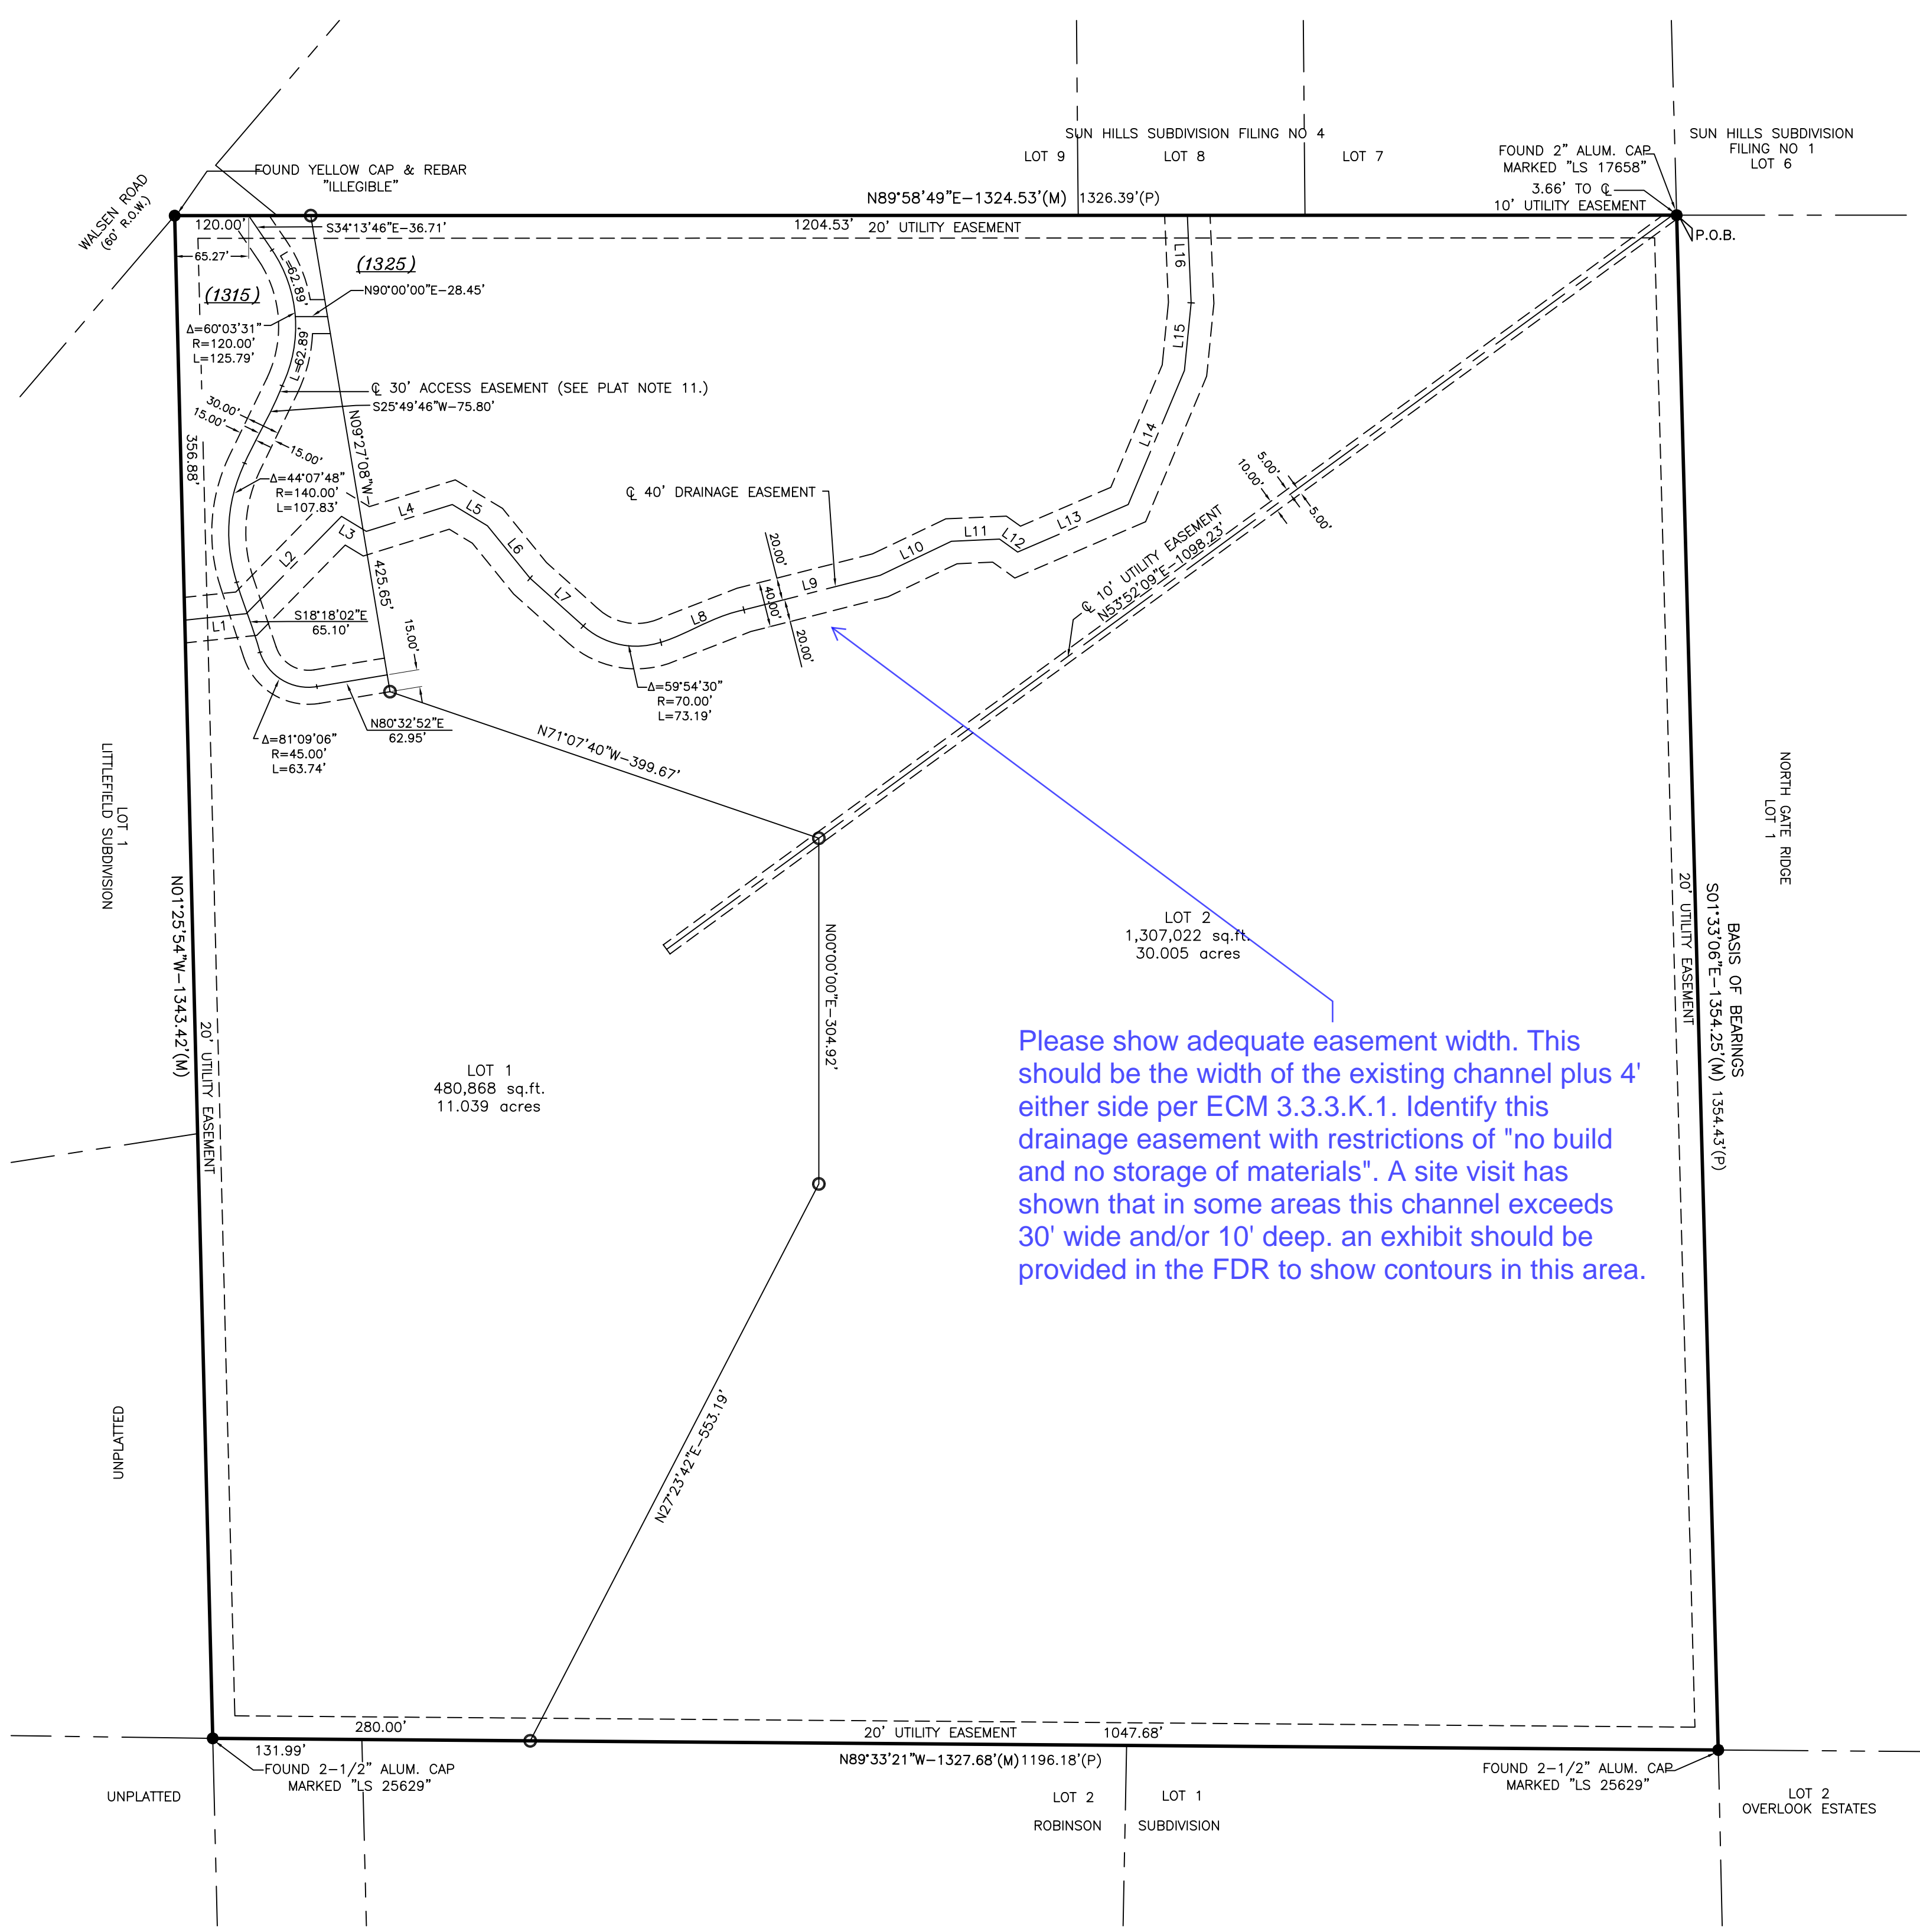 SUN HILLS SUBDIVISION FILING NO 4
LOT 9
LOT 8
LOT 7
SUN HILLS SUBDIVISION
FILING NO 1
LOT 6
FOUND 2" ALUM. CAP
MARKED "LS 17658"
3.66' TO ℄
10' UTILITY EASEMENT
P.O.B.
FOUND YELLOW CAP & REBAR
"ILLEGIBLE"
WALSEN ROAD
(60' R.O.W.)
N89°58'49"E-1324.53'(M)
1326.39'(P)
120.00'
S34°13'46"E-36.71'
1204.53'
20' UTILITY EASEMENT
65.27'
L=62.89'
(1325)
(1315)
N90°00'00"E-28.45'
Δ=60°03'31"
R=120.00'
L=125.79'
L=62.89'
℄ 30' ACCESS EASEMENT (SEE PLAT NOTE 11.)
S25°49'46"W-75.80'
30.00'
15.00'
15.00'
356.88'
N09°27'08"W-
425.65'
Δ=44°07'48"
R=140.00'
L=107.83'
L1
L2
L3
L4
L5
L6
L7
L8
L9
L10
L11
L12
L13
L14
L15
L16
℄ 40' DRAINAGE EASEMENT
20.00'
40.00'
20.00'
5.00'
10.00'
5.00'
℄ 10' UTILITY EASEMENT
N53°52'09"E-1098.23'
S18°18'02"E
65.10'
15.00'
Δ=59°54'30"
R=70.00'
L=73.19'
N80°32'52"E
62.95'
Δ=81°09'06"
R=45.00'
L=63.74'
N71°07'40"W-399.67'
LOT 1
LITTLEFIELD SUBDIVISION
NORTH GATE RIDGE
LOT 1
N01°25'54"W-1343.42'(M)
20' UTILITY EASEMENT
N00°00'00"E-304.92'
LOT 2
1,307,022 sq.ft.
30.005 acres
20' UTILITY EASEMENT
S01°33'06"E-1354.25'(M) 1354.43'(P)
BASIS OF BEARINGS
LOT 1
480,868 sq.ft.
11.039 acres
Please show adequate easement width. This
should be the width of the existing channel plus 4'
either side per ECM 3.3.3.K.1. Identify this
drainage easement with restrictions of "no build
and no storage of materials". A site visit has
shown that in some areas this channel exceeds
30' wide and/or 10' deep. an exhibit should be
provided in the FDR to show contours in this area.
N27°23'42"E-553.19'
UNPLATTED
280.00'
20' UTILITY EASEMENT
1047.68'
131.99'
N89°33'21"W-1327.68'(M)
1196.18'(P)
FOUND 2-1/2" ALUM. CAP
MARKED "LS 25629"
FOUND 2-1/2" ALUM. CAP
MARKED "LS 25629"
UNPLATTED
LOT 2
LOT 1
ROBINSON
SUBDIVISION
LOT 2
OVERLOOK ESTATES